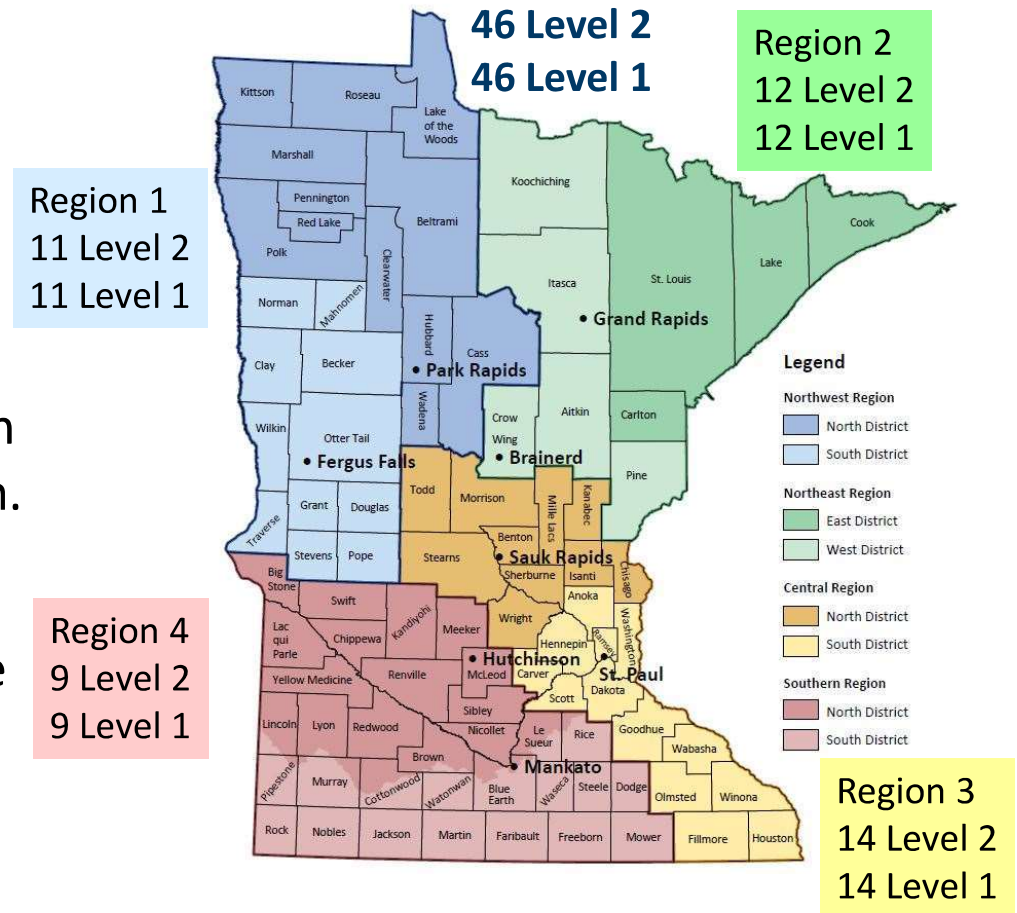 46 Level 2
46 Level 1
Region 2
12 Level 2
12 Level 1
Region 1
11 Level 2
11 Level 1
n
n.
Region 4
9 Level 2
9 Level 1
e
Region 3
14 Level 2
14 Level 1
Kittson
Roseau
Lake
of the
Woods
Marshall
Pennington
Red Lake
Polk
Clearwater
Beltrami
Koochiching
Cook
Lake
St. Louis
Itasca
Norman
Mahnomen
Hubbard
Cass
Grand Rapids
Clay
Becker
Park Rapids
Wadena
Crow
Wing
Aitkin
Carlton
Wilkin
Otter Tail
Fergus Falls
Brainerd
Pine
Todd
Morrison
Mille Lacs
Kanabec
Grant
Douglas
Traverse
Stevens
Pope
Stearns
Benton
Sauk Rapids
Sherburne
Isanti
Chisago
Big
Stone
Swift
Kandiyohi
Meeker
Wright
Anoka
Washington
Hennepin
Ramsey
Lac
qui
Parle
Chippewa
Hutchinson
McLeod
Carver
St. Paul
Yellow Medicine
Renville
Scott
Dakota
Sibley
Lincoln
Lyon
Redwood
Nicollet
Le
Sueur
Rice
Goodhue
Wabasha
Brown
Mankato
Pipestone
Murray
Cottonwood
Watonwan
Blue
Earth
Waseca
Steele
Dodge
Olmsted
Winona
Rock
Nobles
Jackson
Martin
Faribault
Freeborn
Mower
Fillmore
Houston
Legend
Northwest Region
North District
South District
Northeast Region
East District
West District
Central Region
North District
South District
Southern Region
North District
South District